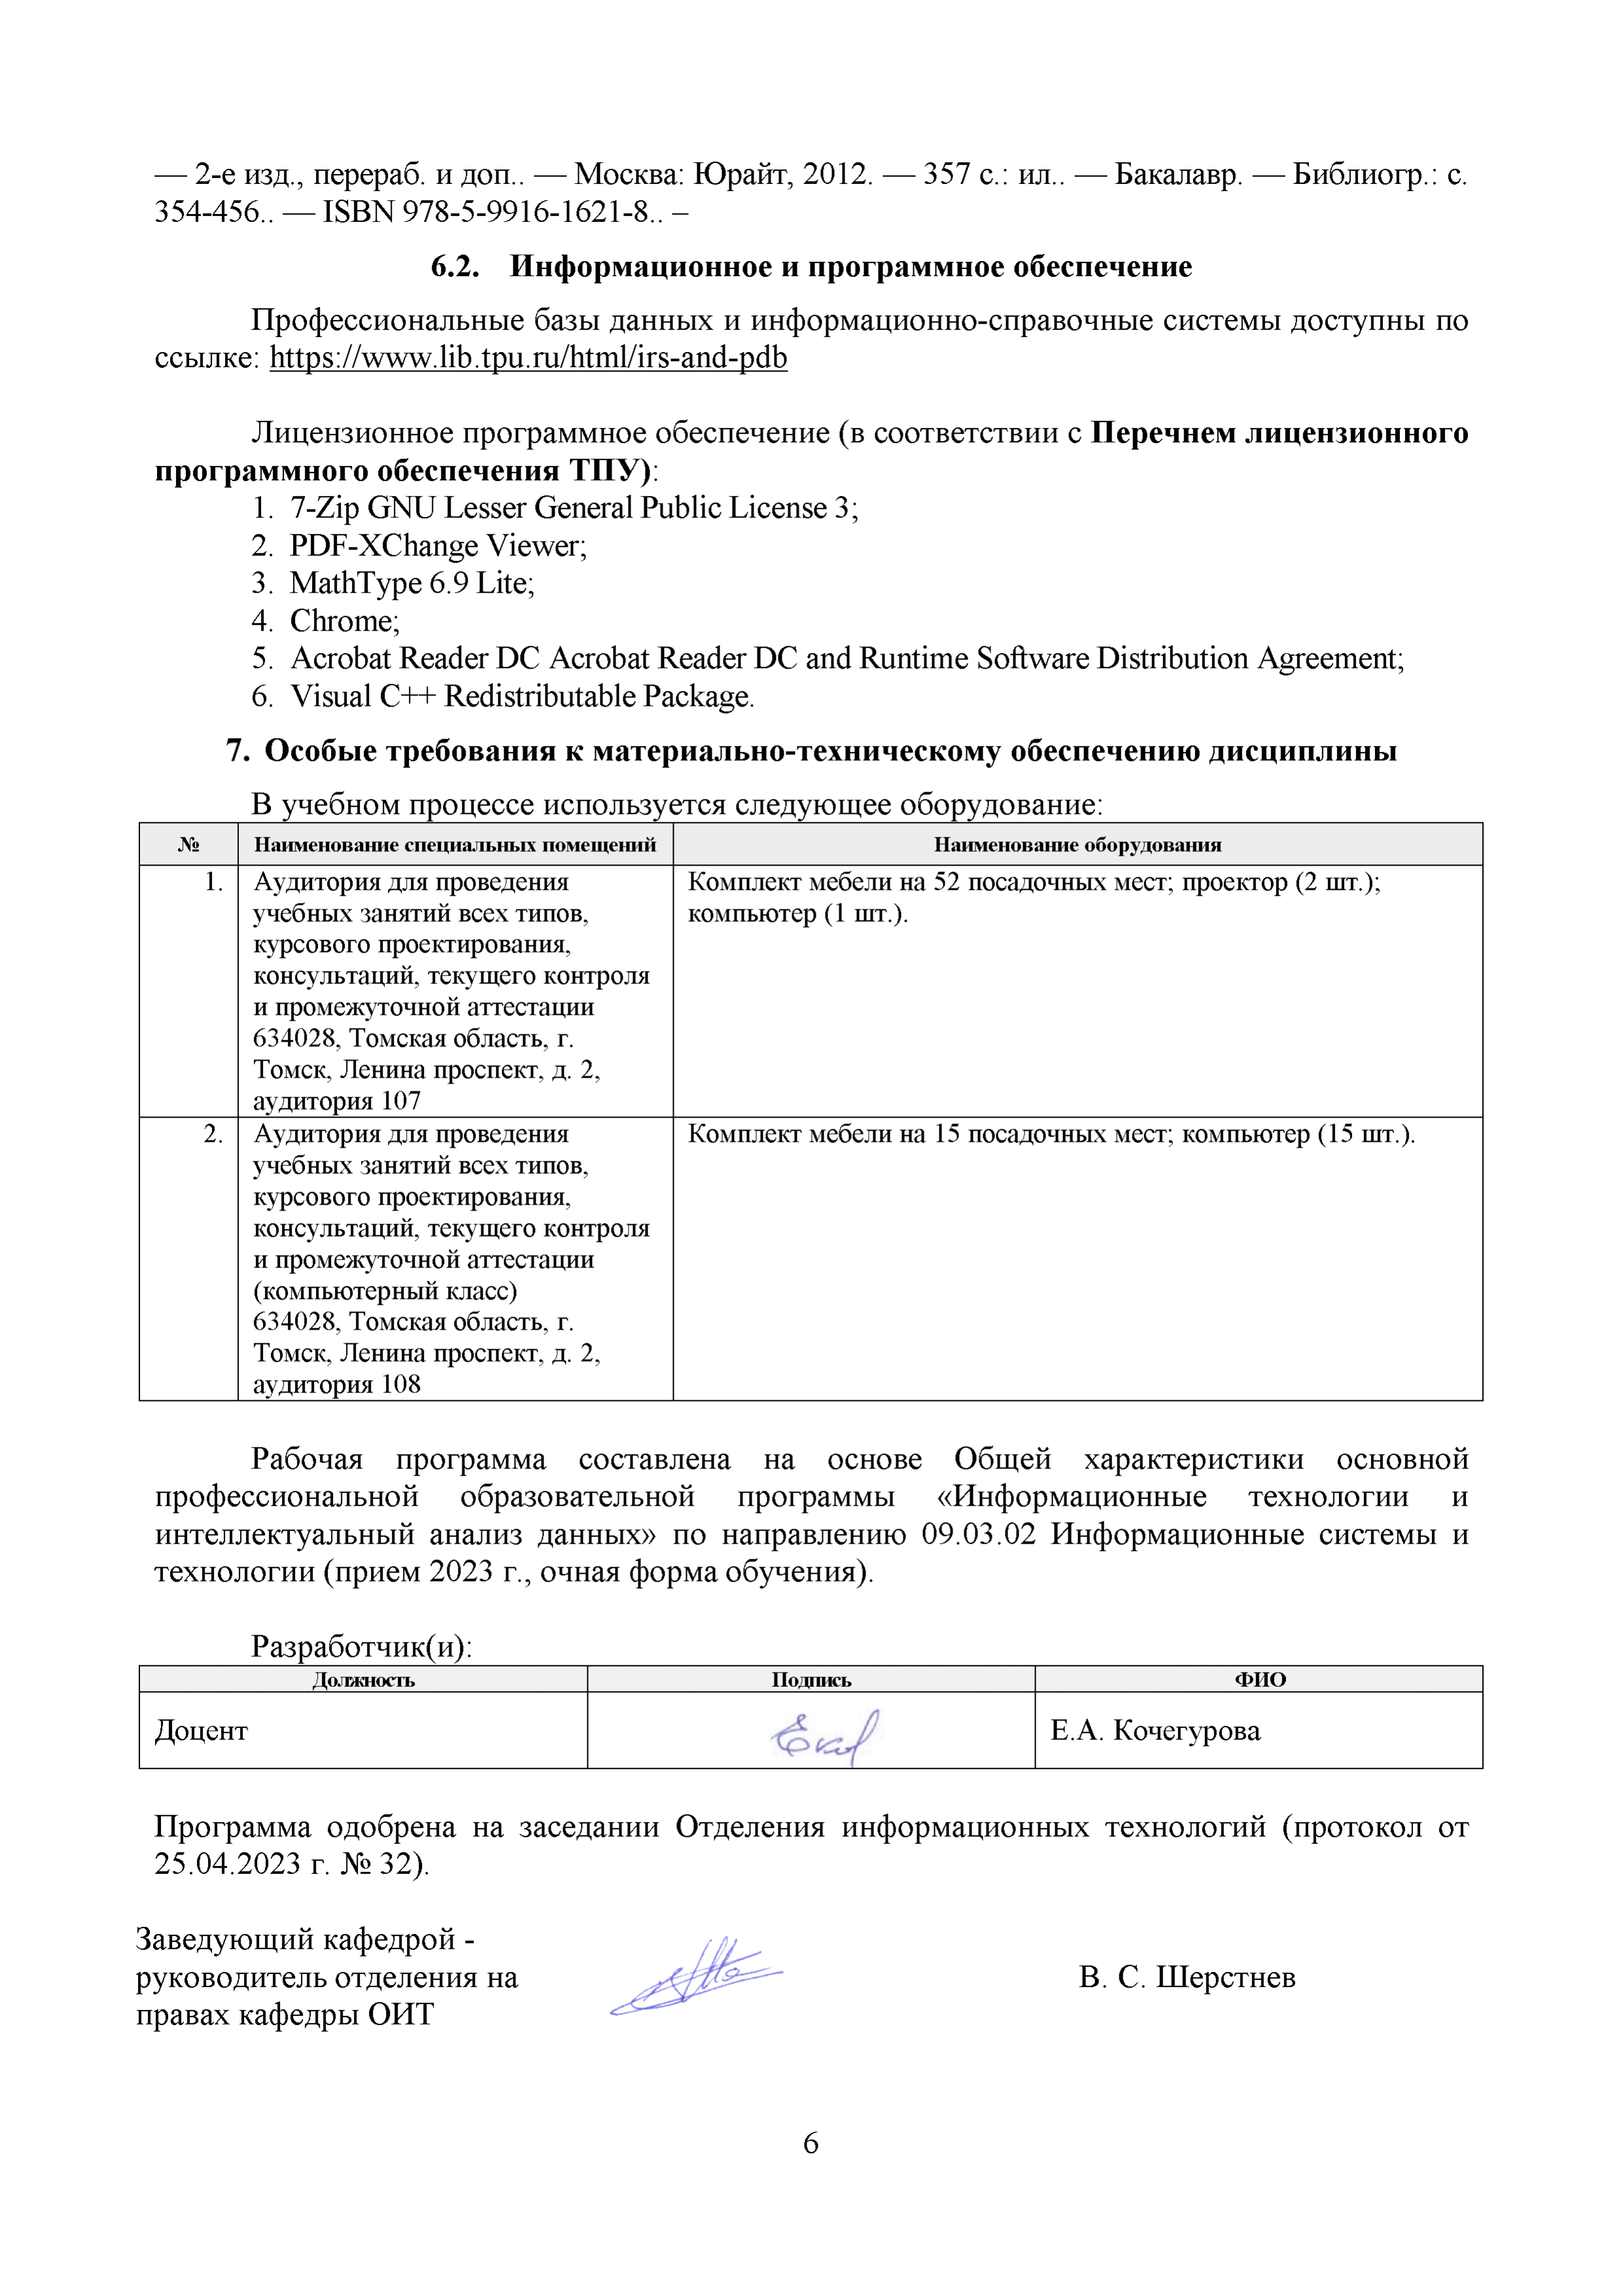 — 2-е изд., перераб. и доп.. — Москва: Юрайт, 2012. — 357 с.: ил.. — Бакалавр. — Библиогр.: с.
354-456.. — ISBN 978-5-9916-1621-8.. –
6.2. Информационное и программное обеспечение
Профессиональные базы данных и информационно-справочные системы доступны по
ссылке: https://www.lib.tpu.ru/html/irs-and-pdb
Лицензионное программное обеспечение (в соответствии с Перечнем лицензионного
программного обеспечения ТПУ):
1. 7-Zip GNU Lesser General Public License 3;
2. PDF-XChange Viewer;
3. MathType 6.9 Lite;
4. Chrome;
5. Acrobat Reader DC Acrobat Reader DC and Runtime Software Distribution Agreement;
6. Visual C++ Redistributable Package.
7. Особые требования к материально-техническому обеспечению дисциплины
В учебном процессе используется следующее оборудование:
№ Наименование специальных помещений Наименование оборудования
1. Аудитория для проведения Комплект мебели на 52 посадочных мест; проектор (2 шт.);
учебных занятий всех типов, компьютер (1 шт.).
курсового проектирования,
консультаций, текущего контроля
и промежуточной аттестации
634028, Томская область, г.
Томск, Ленина проспект, д. 2,
аудитория 107
2. Аудитория для проведения Комплект мебели на 15 посадочных мест; компьютер (15 шт.).
учебных занятий всех типов,
курсового проектирования,
консультаций, текущего контроля
и промежуточной аттестации
(компьютерный класс)
634028, Томская область, г.
Томск, Ленина проспект, д. 2,
аудитория 108
Рабочая программа составлена на основе Общей характеристики основной
профессиональной образовательной программы «Информационные технологии и
интеллектуальный анализ данных» по направлению 09.03.02 Информационные системы и
технологии (прием 2023 г., очная форма обучения).
Разработчик(и):
Должность Подпись ФИО
Доцент Е.А. Кочегурова
Программа одобрена на заседании Отделения информационных технологий (протокол от
25.04.2023 г. № 32).
Заведующий кафедрой -
руководитель отделения на В. С. Шерстнев
правах кафедры ОИТ
6